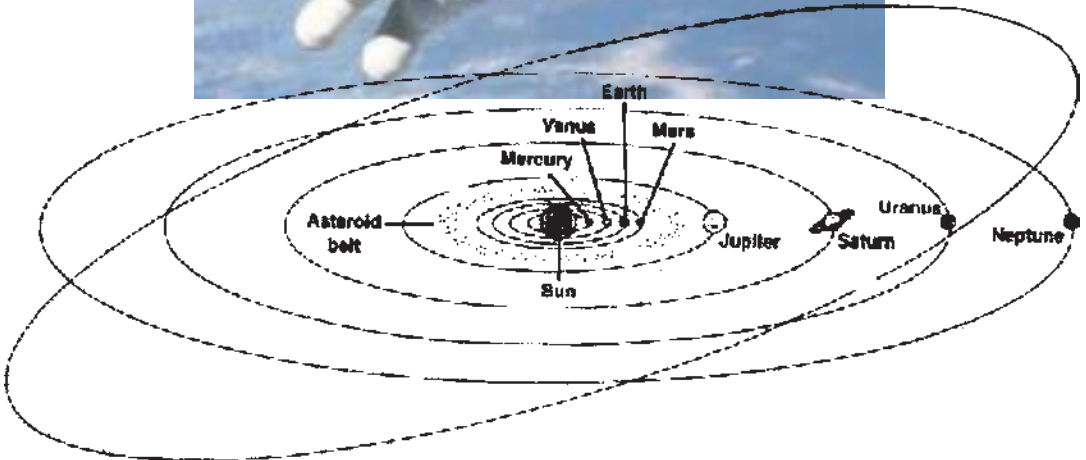 Earth
Venus
Mars
Mercury
Asteroid
belt
Sun
Jupiter
Saturn
Uranus
Neptune